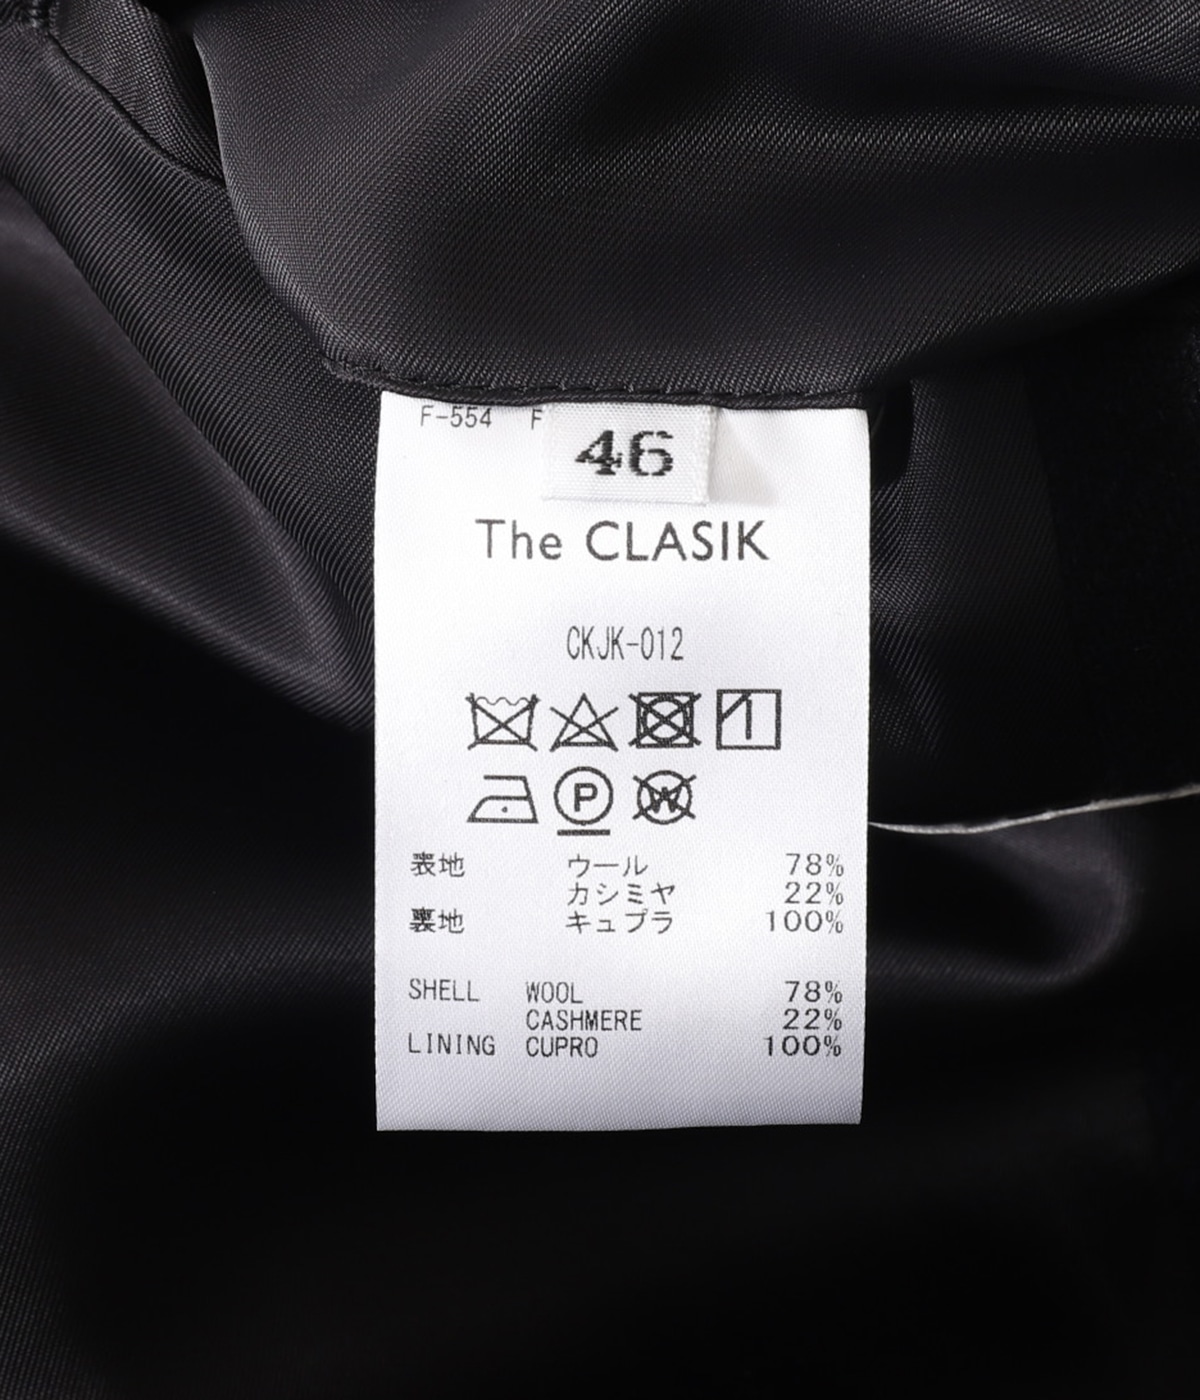 F-554 F
46
The CLASIK
CKJK-012
P
W
表地 ウール 78%
カシミヤ 22%
裏地 キュプラ 100%
SHELL WOOL 78%
CASHMERE 22%
LINING CUPRO 100%